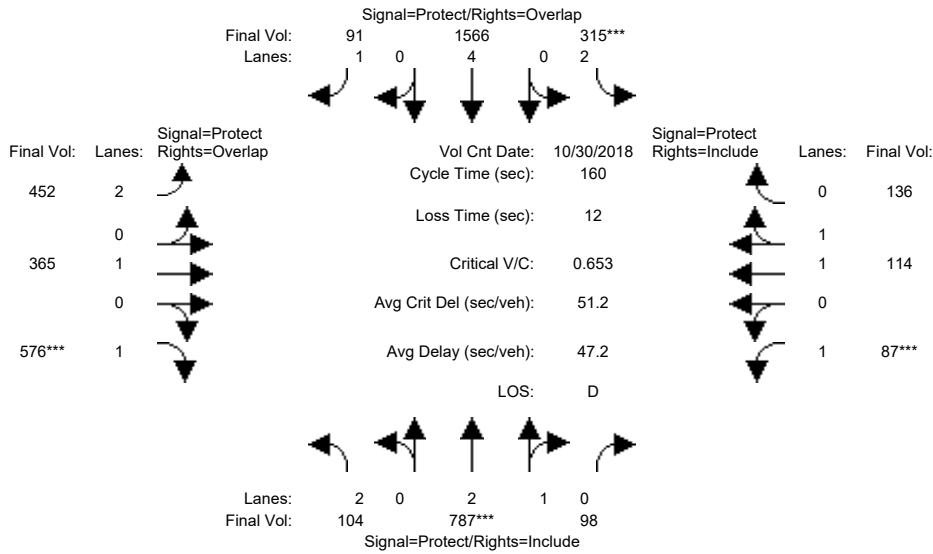 Signal=Protect/Rights=Overlap
Final Vol: 91 1566 315***
Lanes: 1 0 4 0 2
Signal=Protect
Final Vol: Lanes: Rights=Overlap
Vol Cnt Date: 10/30/2018
Signal=Protect
Rights=Include Lanes: Final Vol:
Cycle Time (sec): 160
452 2
0 136
Loss Time (sec): 12
0
1
365 1
Critical V/C: 0.653
1 114
0
Avg Crit Del (sec/veh): 51.2
0
576*** 1
Avg Delay (sec/veh): 47.2
1 87***
LOS: D
Lanes: 2 0 2 1 0
Final Vol: 104 787*** 98
Signal=Protect/Rights=Include